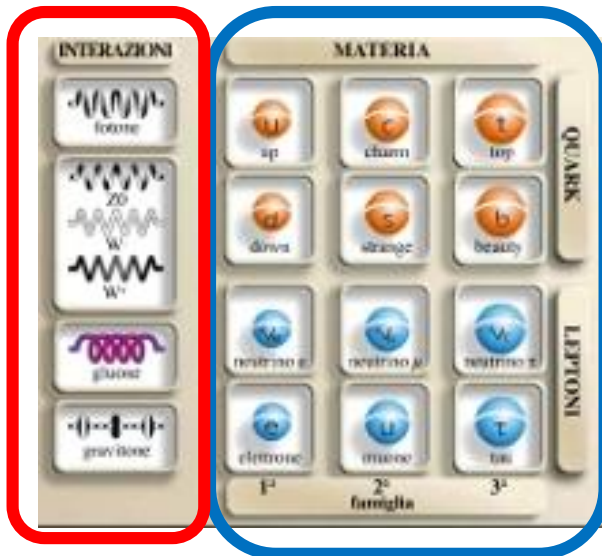 INTERAZIONI
fotone
Z0
W
W+
gluone
gravitone
MATERIA
u
up
c
charm
t
top
d
down
s
strange
b
beauty
QUARK
neutrino e
neutrino μ
neutrino τ
e
elettrone
μ
muone
τ
tau
LEPTONI
1ª 2ª 3ª
famiglia